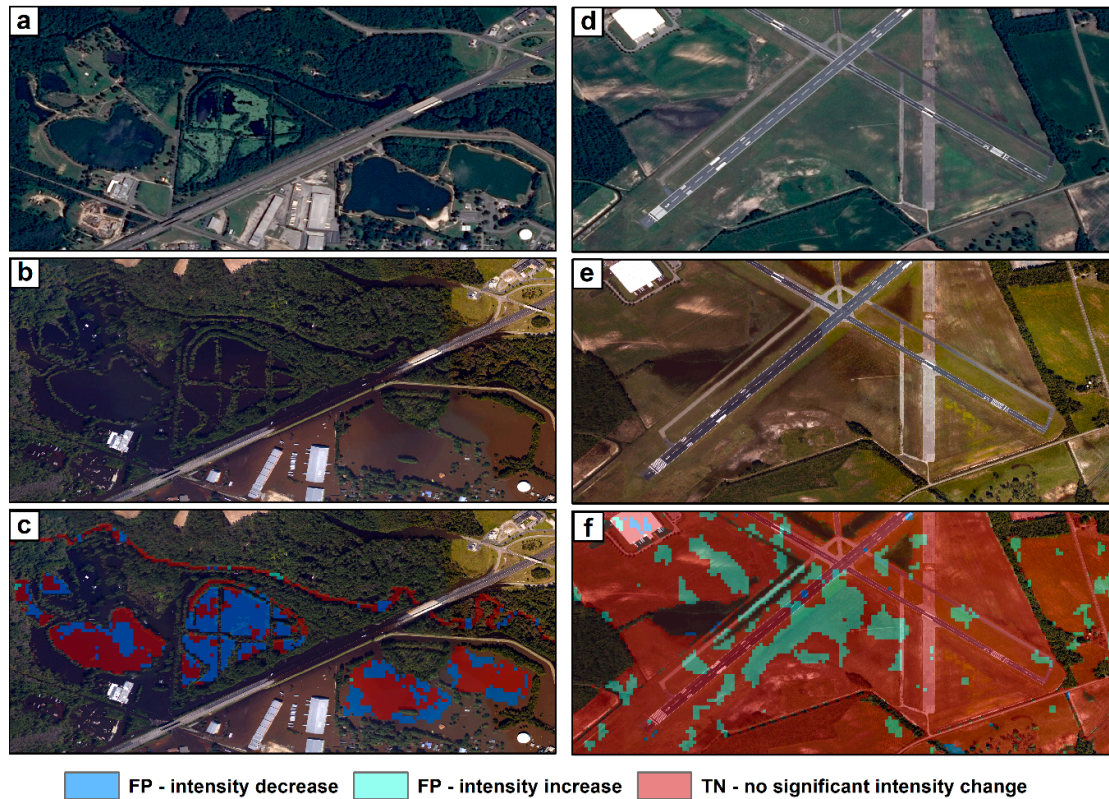 a
d
b
e
c
f
FP - intensity decrease
FP - intensity increase
TN - no significant intensity change